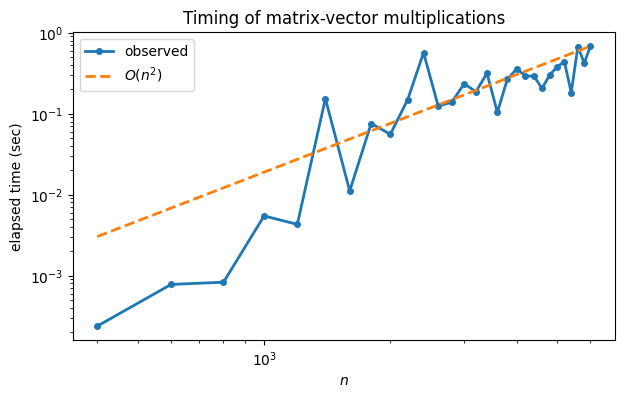 Timing of matrix-vector multiplications
observed
O(n²)
elapsed time (sec)
10⁰
10⁻¹
10⁻²
10⁻³
10³
n